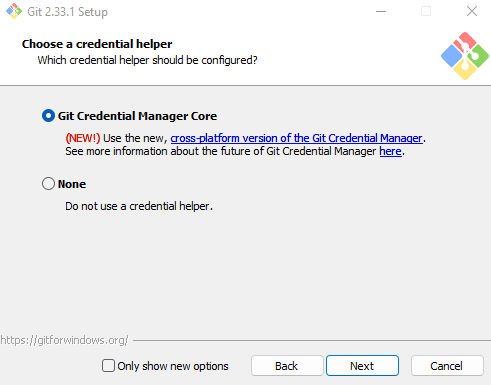 Git 2.33.1 Setup
Choose a credential helper
Which credential helper should be configured?
Git Credential Manager Core
(NEW!) Use the new, cross-platform version of the Git Credential Manager.
See more information about the future of Git Credential Manager here.
None
Do not use a credential helper.
https://gitforwindows.org/
Only show new options
Back
Next
Cancel